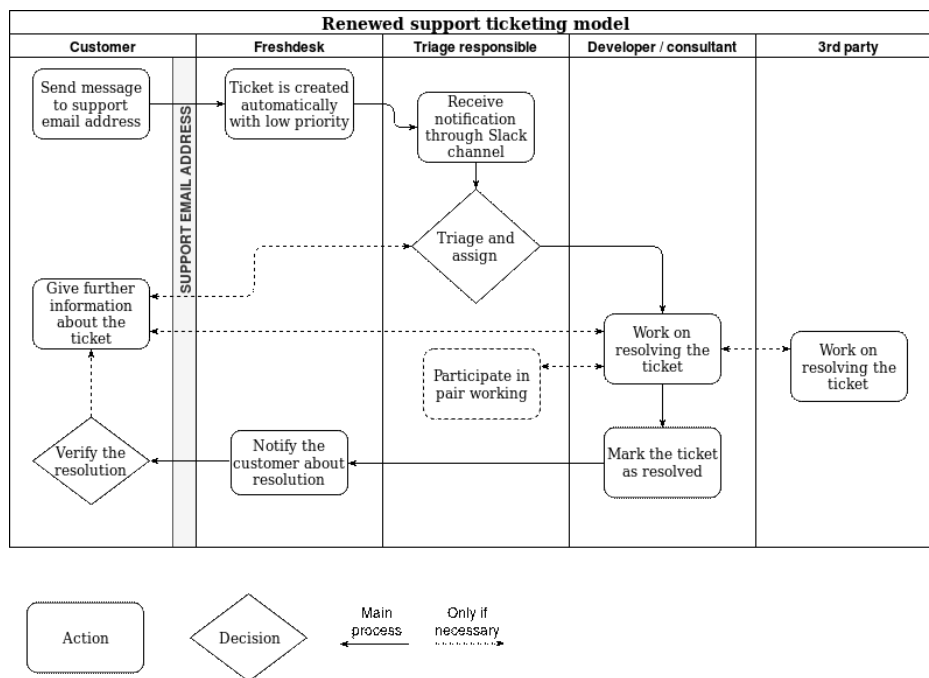 Renewed support ticketing model
Customer
Freshdesk
Triage responsible
Developer / consultant
3rd party
SUPPORT EMAIL ADDRESS
Send message
to support
email address
Ticket is created
automatically
with low priority
Receive
notification
through Slack
channel
Triage and
assign
Give further
information
about the
ticket
Work on
resolving the
ticket
Work on
resolving the
ticket
Participate in
pair working
Verify the
resolution
Notify the
customer about
resolution
Mark the ticket
as resolved
Action
Decision
Main
process
Only if
necessary